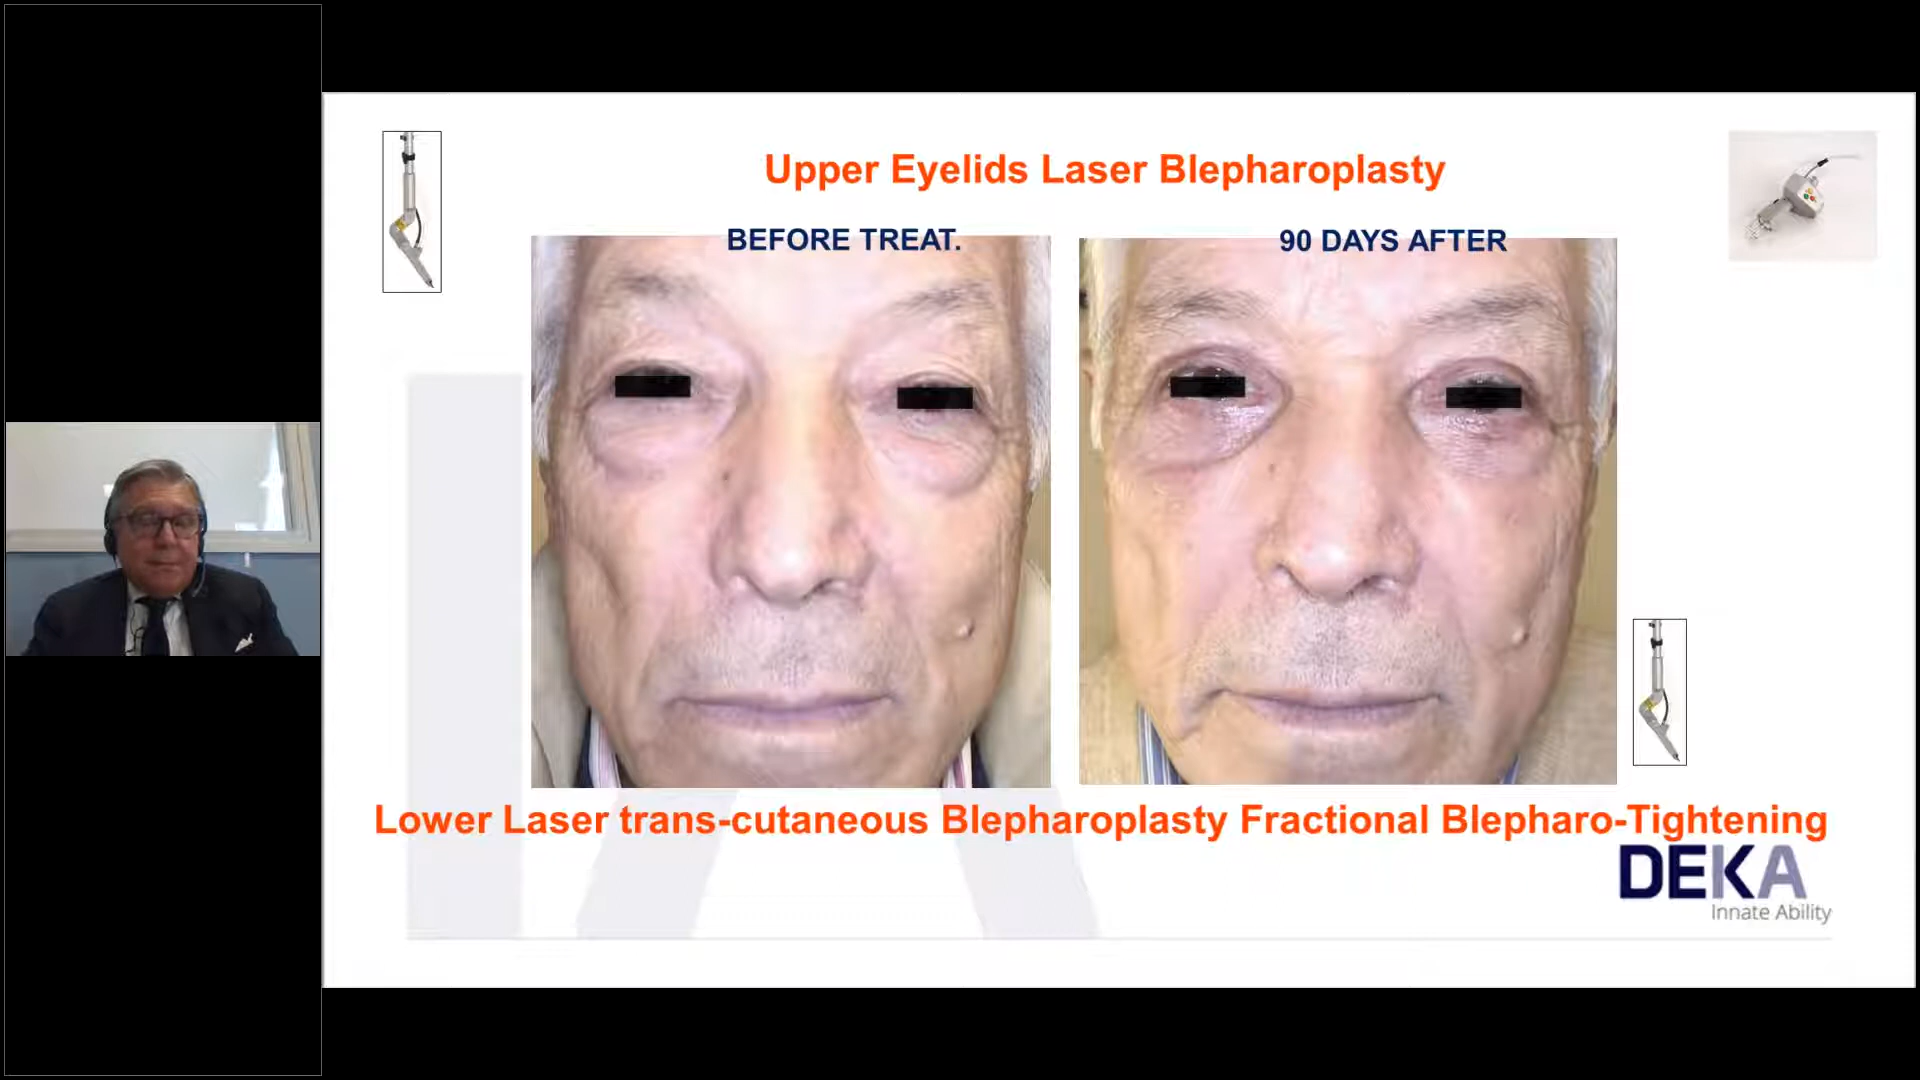 Upper Eyelids Laser Blepharoplasty
BEFORE TREAT.
90 DAYS AFTER
Lower Laser trans-cutaneous Blepharoplasty Fractional Blepharo-Tightening
DEKA
Innate Ability